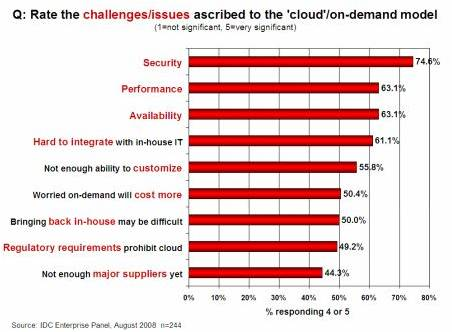 Q: Rate the challenges/issues ascribed to the 'cloud'/on-demand model
(1=not significant, 5=very significant)
Security 74.6%
Performance 63.1%
Availability 63.1%
Hard to integrate with in-house IT 61.1%
Not enough ability to customize 55.8%
Worried on-demand will cost more 50.4%
Bringing back in-house may be difficult 50.0%
Regulatory requirements prohibit cloud 49.2%
Not enough major suppliers yet 44.3%
0% 10% 20% 30% 40% 50% 60% 70% 80%
% responding 4 or 5
Source: IDC Enterprise Panel, August 2008 n=244